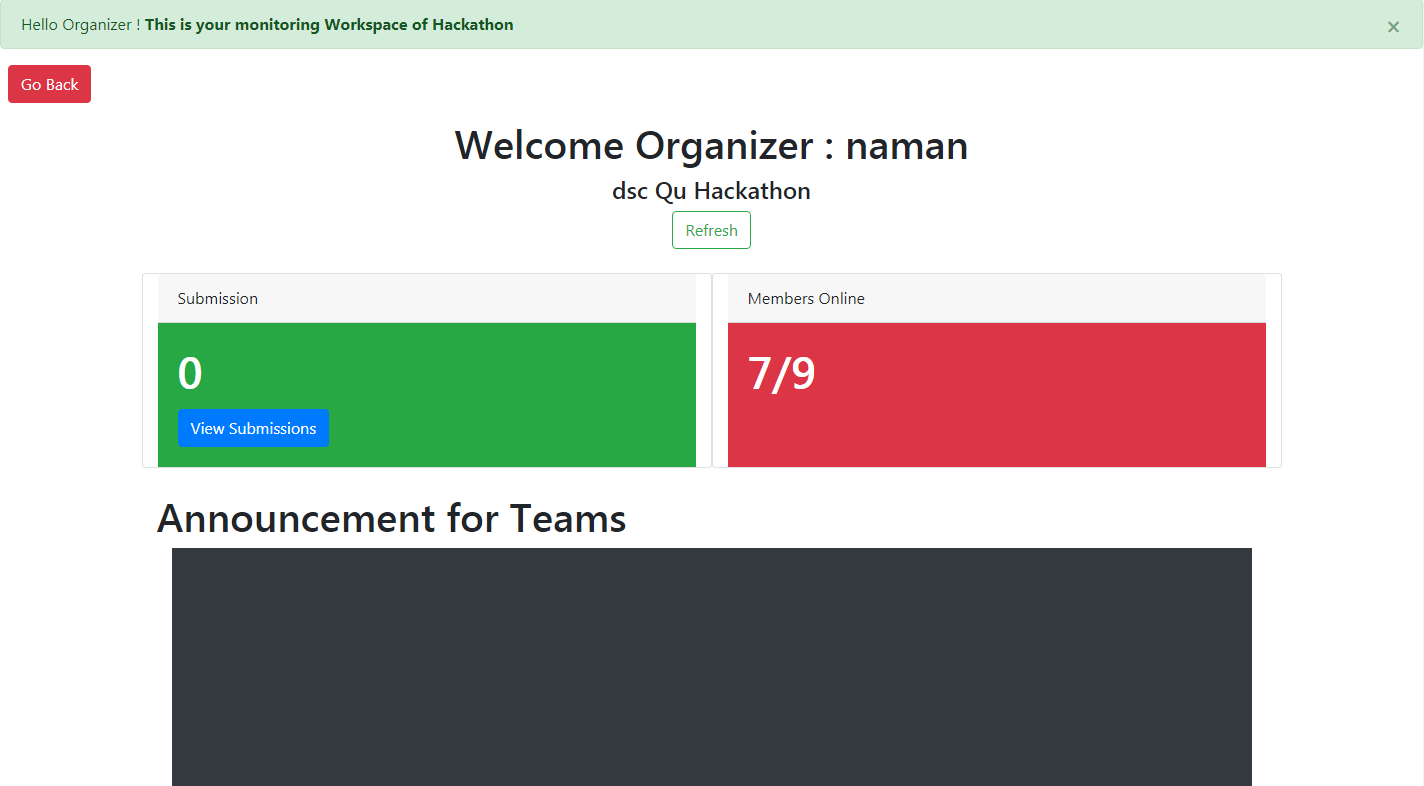 Hello Organizer ! This is your monitoring Workspace of Hackathon ×
Go Back
Welcome Organizer : naman
dsc Qu Hackathon
Refresh
Submission
0
View Submissions
Members Online
7/9
Announcement for Teams